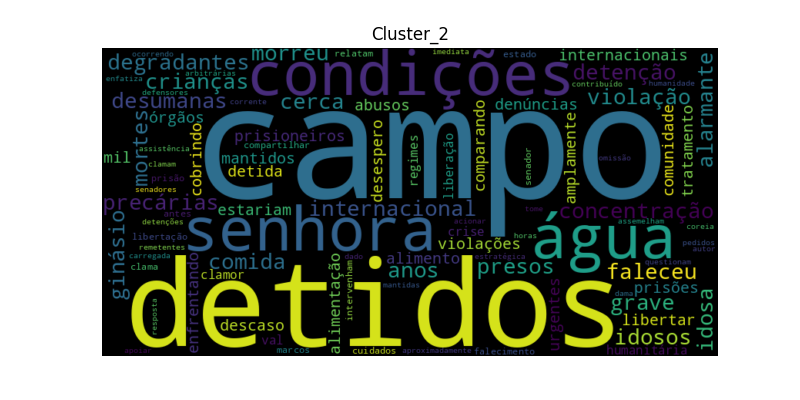 Cluster_2
ocorrendo
morreu
relatam
imediata
estado
internacionais
degradantes
condições
detenção
enfatiza
crianças
arbitrárias
contribuído
humanidade
desumanas
defensores
cerca
abusos
denúncias
violação
alarmante
corrente
campo
órgãos
mortes
cobrindo
prisioneiros
compartilhar
desespero
regimes
liberação
comparando
amplamente
comunidade
tratamento
assistência
mil
clamam
mantidos
detida
senador
omissão
prisão
senadores
precárias
estariam
internacional
concentração
antes
detenções
senhora
água
acionar
assemelham
coreia
crise
horas
tume
libertação
remetentes
violações
pedidos
autor
ginásio
carregada
clama
enfrentando
comida
dado
alimento
estratégica
questionam
clamor
anos
presos
faleceu
prisões
intervenham
mantidas
detidos
alimentação
dama
grave
urgentes
libertar
idosa
resposta
descaso
val
marcos
idosos
apoiar
cuidados
aproximadamente
falecimento
humanitária